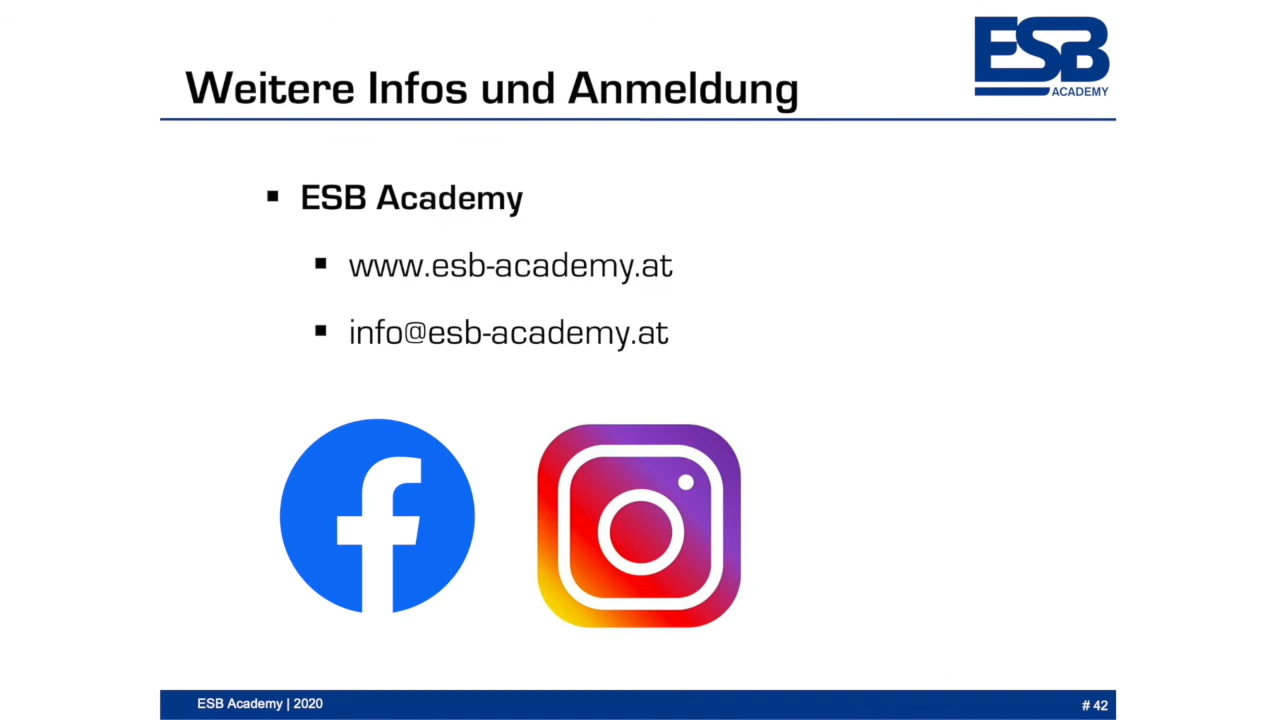 ESB
ACADEMY
Weitere Infos und Anmeldung
ESB Academy
www.esb-academy.at
info@esb-academy.at
ESB Academy | 2020
# 42